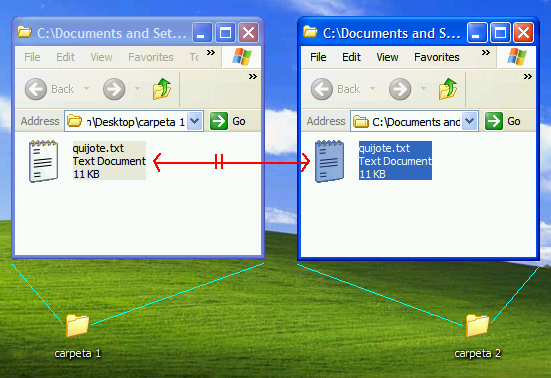 C:\Documents and Set...
File Edit View Favorites To »
Back »
Address n\Desktop\carpeta 1 Go
quijote.txt
Text Document
11 KB
C:\Documents and S...
File Edit View Favorites »
Back »
Address C:\Documents and Go
quijote.txt
Text Document
11 KB
carpeta 1
carpeta 2